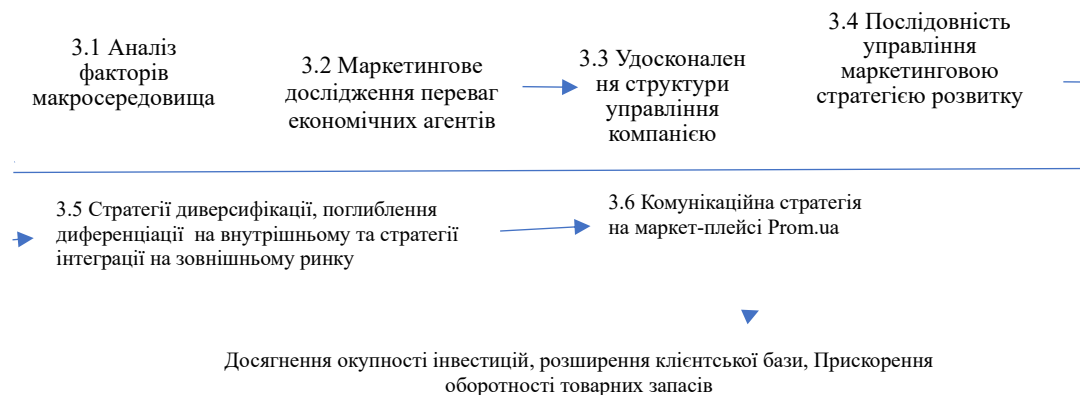 3.1 Аналіз
факторів
макросередовища
3.2 Маркетингове
дослідження переваг
економічних агентів
3.3 Удосконален
ня структури
управління
компанією
3.4 Послідовність
управління
маркетинговою
стратегією розвитку
3.5 Стратегії диверсифікації, поглиблення
диференціації на внутрішньому та стратегії
інтеграції на зовнішньому ринку
3.6 Комунікаційна стратегія
на маркет-плейсі Prom.ua
Досягнення окупності інвестицій, розширення клієнтської бази, Прискорення
оборотності товарних запасів